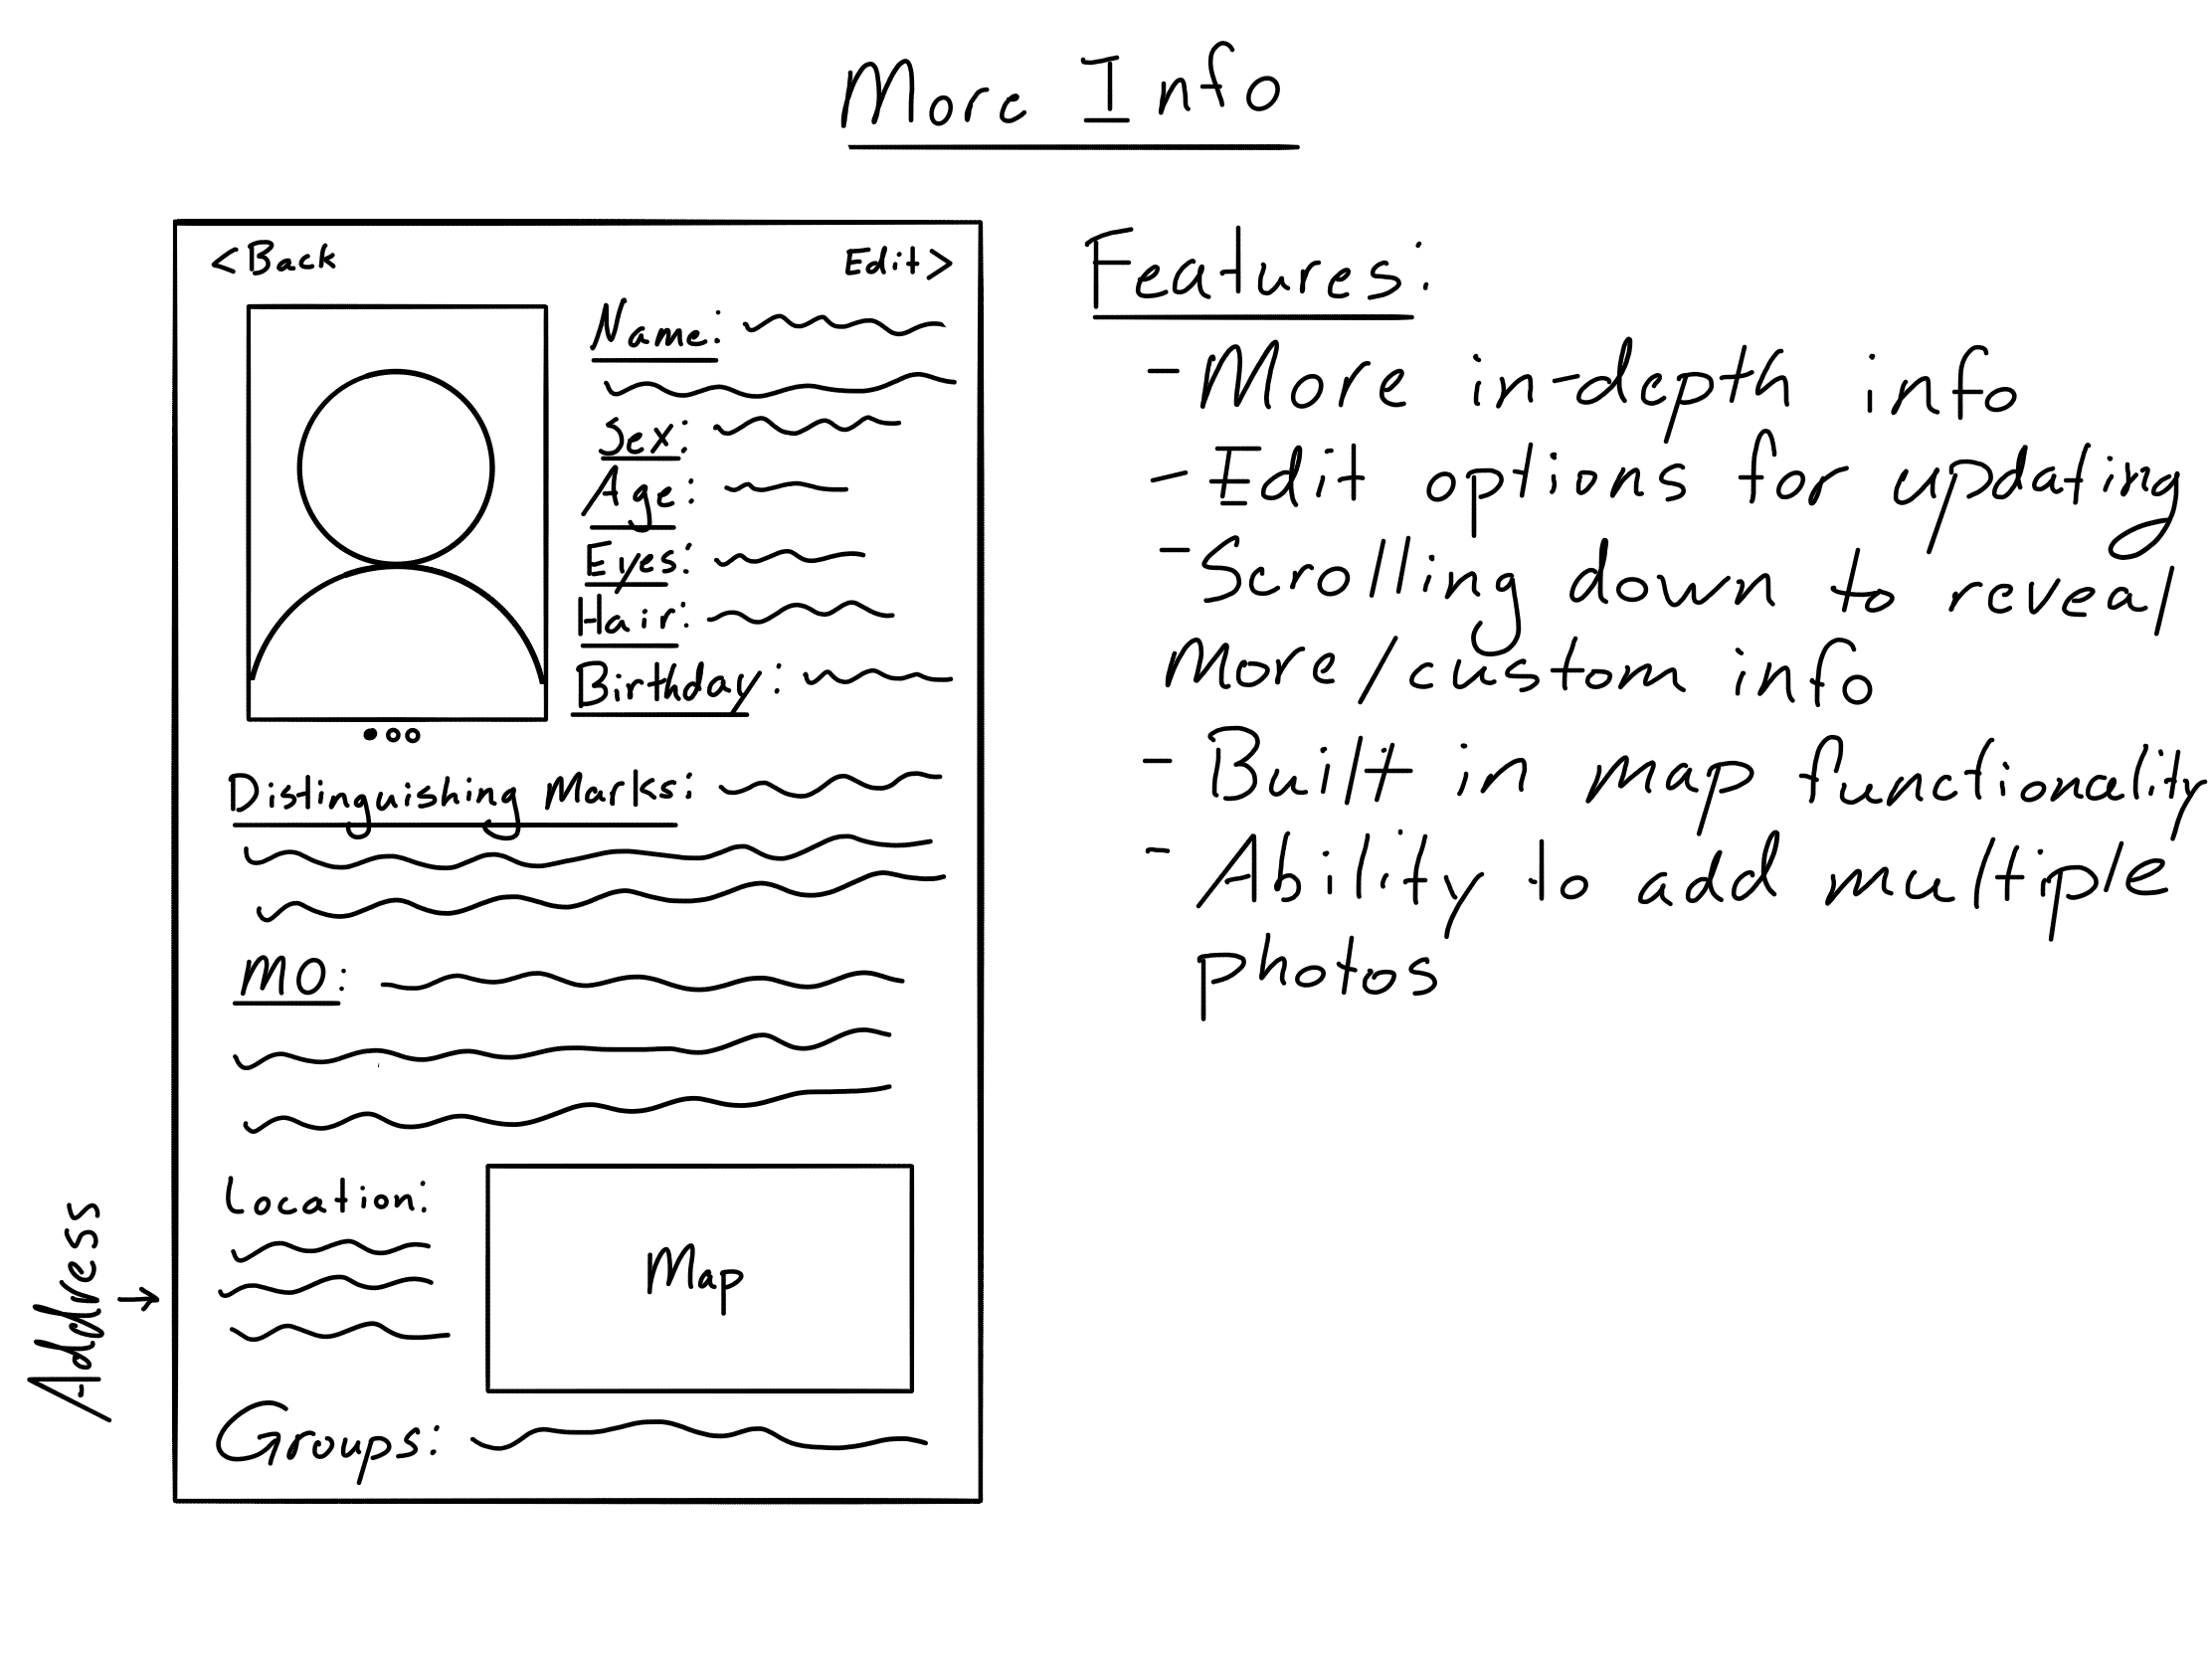 More Info
<Back
Edit>
Name:
Sex:
Age:
Eyes:
Hair:
Birthday:
Distinguishing Marks:
MO:
Location:
Map
Address
Groups:
Features:
- More in-depth info
- Edit options for updating
- Scrolling down to reveal
More/custom info
- Built in map functionality
- Ability to add multiple
photos